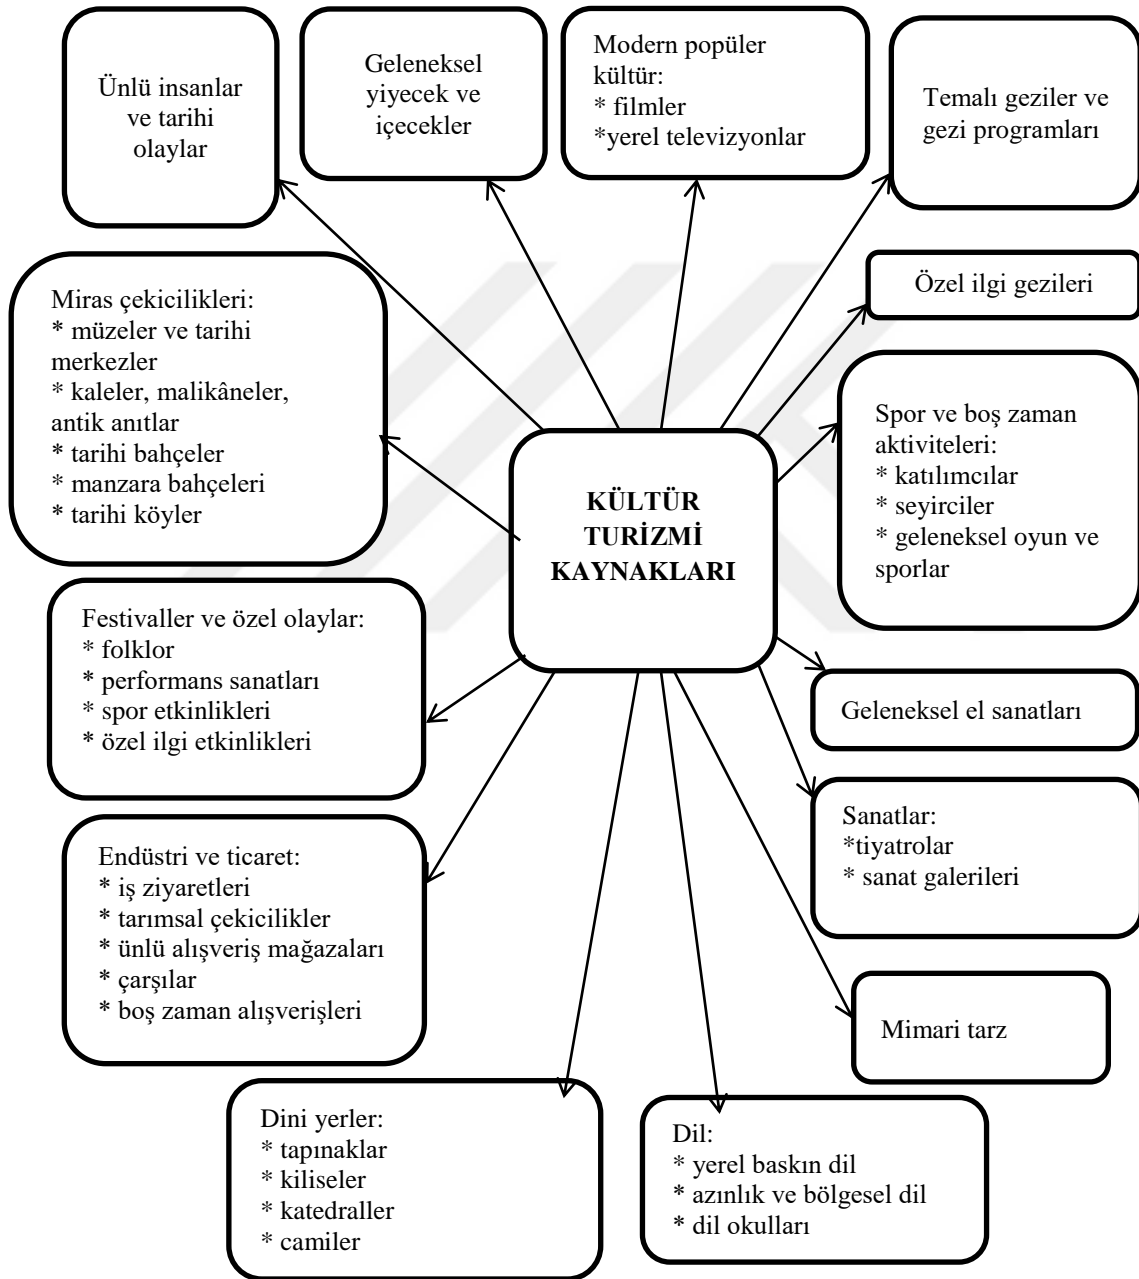 Ünlü insanlar
ve tarihi
olaylar
Geleneksel
yiyecek ve
içecekler
Modern popüler
kültür:
* filmler
*yerel televizyonlar
Temalı geziler ve
gezi programları
Özel ilgi gezileri
Miras çekicilikleri:
* müzeler ve tarihi
merkezler
* kaleler, malikâneler,
antik anıtlar
* tarihi bahçeler
* manzara bahçeleri
* tarihi köyler
Spor ve boş zaman
aktiviteleri:
* katılımcılar
* seyirciler
* geleneksel oyun ve
sporlar
KÜLTÜR
TURİZMİ
KAYNAKLARI
Festivaller ve özel olaylar:
* folklor
* performans sanatları
* spor etkinlikleri
* özel ilgi etkinlikleri
Geleneksel el sanatları
Sanatlar:
*tiyatrolar
* sanat galerileri
Endüstri ve ticaret:
* iş ziyaretleri
* tarımsal çekicilikler
* ünlü alışveriş mağazaları
* çarşılar
* boş zaman alışverişleri
Mimari tarz
Dini yerler:
* tapınaklar
* kiliseler
* katedraller
* camiler
Dil:
* yerel baskın dil
* azınlık ve bölgesel dil
* dil okulları